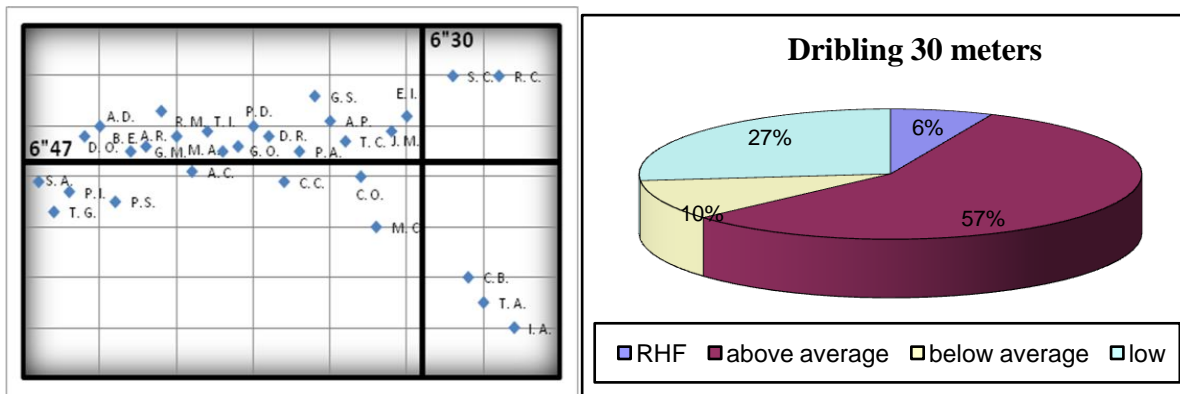 6"30
S. C.
R. C.
G. S.
E. I.
A. D.
R. M.
T. I.
P. D.
A. P.
D. O.
B. E.
A. R.
G. M.
M. A.
G. O.
D. R.
P. A.
T. C.
J. M.
6"47
S. A.
P. I.
T. G.
P. S.
A. C.
C. C.
C. O.
M. C
C. B.
T. A.
I. A.
Dribling 30 meters
6%
27%
10%
57%
RHF
above average
below average
low